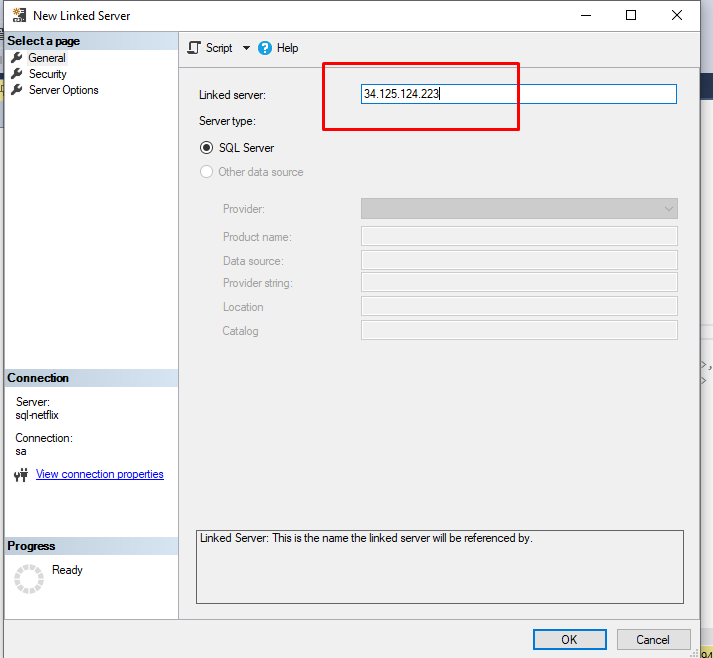 New Linked Server
Select a page
General
Security
Server Options
Script
Help
Linked server:
34.125.124.223
Server type:
SQL Server
Other data source
Provider:
Product name:
Data source:
Provider string:
Location
Catalog
Connection
Server:
sql-netflix
Connection:
sa
View connection properties
Progress
Ready
Linked Server: This is the name the linked server will be referenced by.
OK
Cancel
94